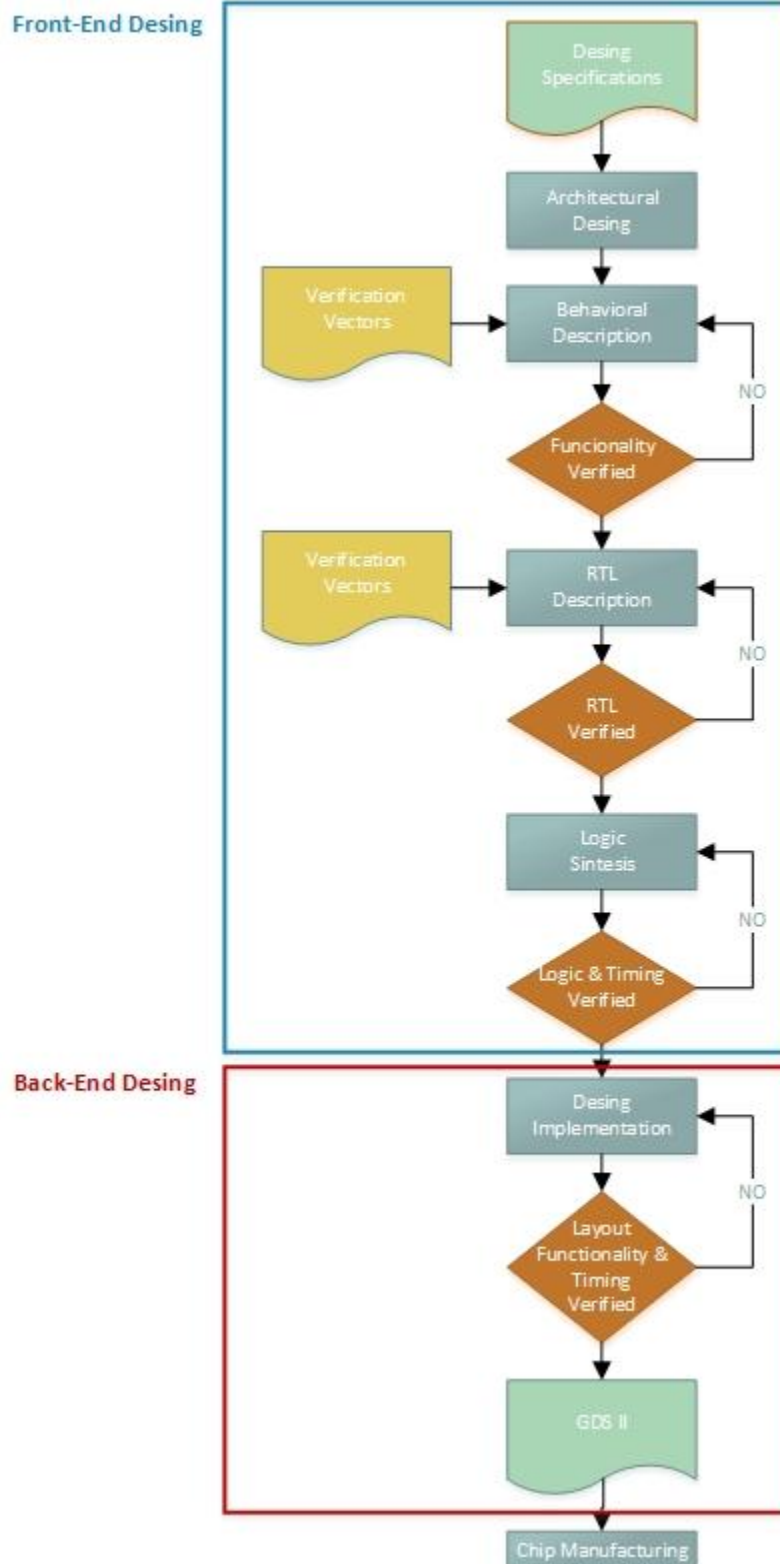 Front-End Desing
Desing
Specifications
Architectural
Desing
Verification
Vectors
Behavioral
Description
NO
Funcionality
Verified
Verification
Vectors
RTL
Description
NO
RTL
Verified
Logic
Sintesis
NO
Logic & Timing
Verified
Back-End Desing
Desing
Implementation
NO
Layout
Functionality &
Timing
Verified
GDS II
Chip Manufacturing